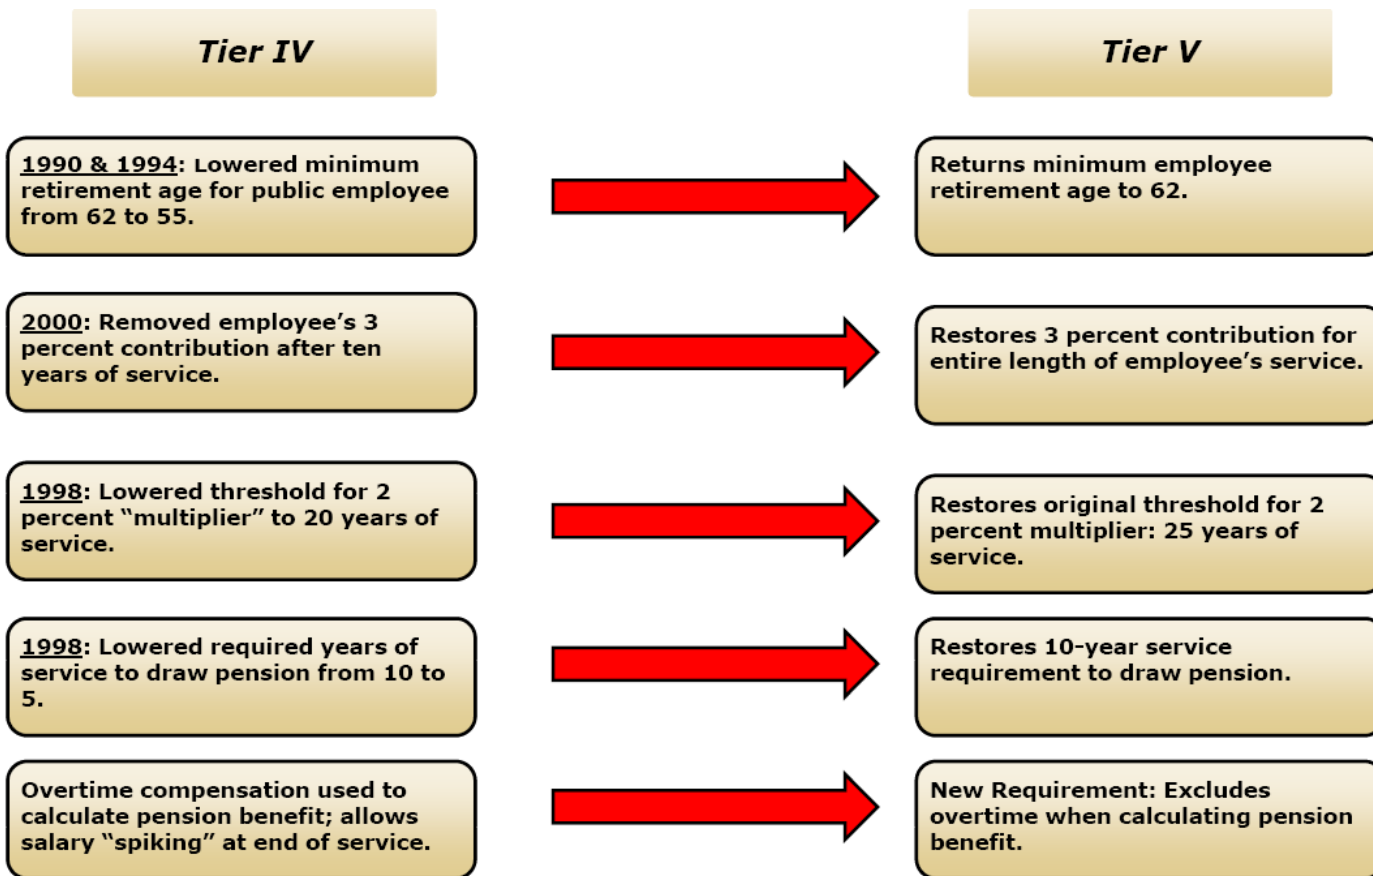 Tier IV
Tier V
1990 & 1994: Lowered minimum
retirement age for public employee
from 62 to 55.
Returns minimum employee
retirement age to 62.
2000: Removed employee’s 3
percent contribution after ten
years of service.
Restores 3 percent contribution for
entire length of employee’s service.
1998: Lowered threshold for 2
percent “multiplier” to 20 years of
service.
Restores original threshold for 2
percent multiplier: 25 years of
service.
1998: Lowered required years of
service to draw pension from 10 to
5.
Restores 10-year service
requirement to draw pension.
Overtime compensation used to
calculate pension benefit; allows
salary “spiking” at end of service.
New Requirement: Excludes
overtime when calculating pension
benefit.